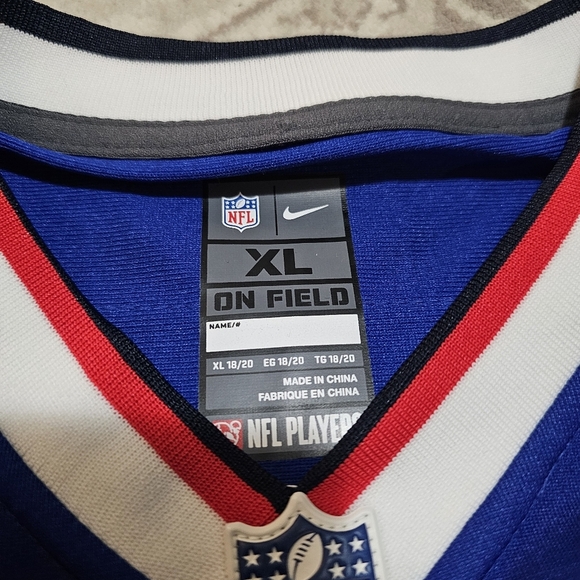 NFL
XL
ON FIELD
NAME/#
XL 18/20 EG 18/20 TG 18/20
MADE IN CHINA
FABRIQUE EN CHINA
NFL PLAYERS